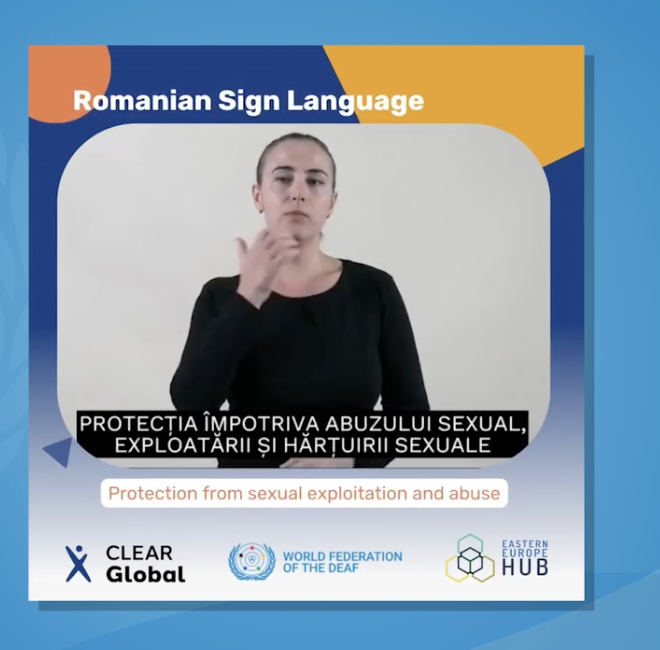 Romanian Sign Language
PROTECȚIA ÎMPOTRIVA ABUZULUI SEXUAL,
EXPLOATĂRII ȘI HĂRȚUIRII SEXUALE
Protection from sexual exploitation and abuse
CLEAR
Global
WORLD FEDERATION
OF THE DEAF
EASTERN
EUROPE
HUB